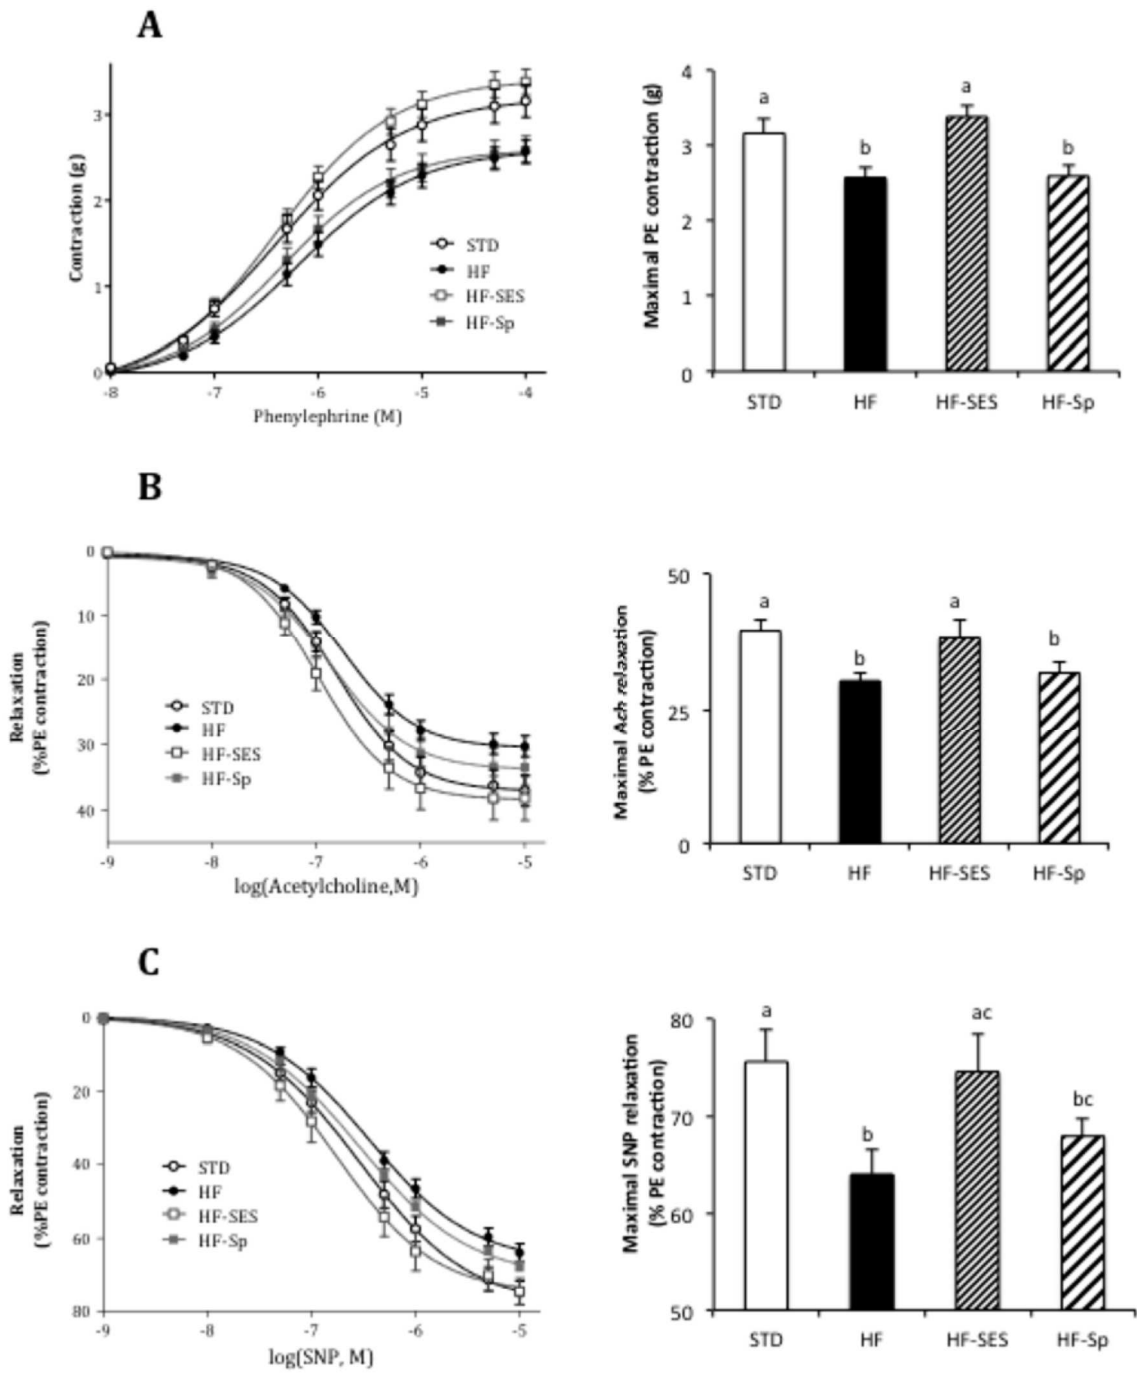 A
Contraction (g)
3
2
1
0
-8 -7 -6 -5 -4
Phenylephrine (M)
STD
HF
HF-SES
HF-Sp
Maximal PE contraction (g)
4
3
2
1
0
a b a b
STD HF HF-SES HF-Sp
B
Relaxation
(%PE contraction)
0
10
20
30
40
-9 -8 -7 -6 -5
log(Acetylcholine,M)
STD
HF
HF-SES
HF-Sp
Maximal Ach relaxation
(% PE contraction)
50
25
0
a b a b
STD HF HF-SES HF-Sp
C
Relaxation
(%PE contraction)
0
20
40
60
80
-9 -8 -7 -6 -5
log(SNP, M)
STD
HF
HF-SES
HF-Sp
Maximal SNP relaxation
(% PE contraction)
80
70
60
50
a b ac bc
STD HF HF-SES HF-Sp